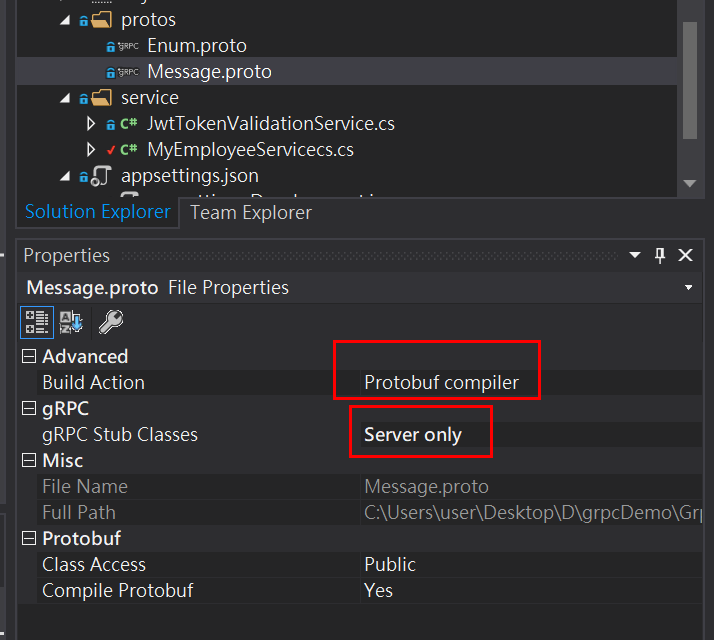 protos
gRPC Enum.proto
gRPC Message.proto
service
C# JwtTokenValidationService.cs
C# MyEmployeeServicecs.cs
appsettings.json
Solution Explorer Team Explorer
Properties
Message.proto File Properties
Advanced
Build Action Protobuf compiler
gRPC
gRPC Stub Classes Server only
Misc
File Name Message.proto
Full Path C:\Users\user\Desktop\D\grpcDemo\Grp
Protobuf
Class Access Public
Compile Protobuf Yes